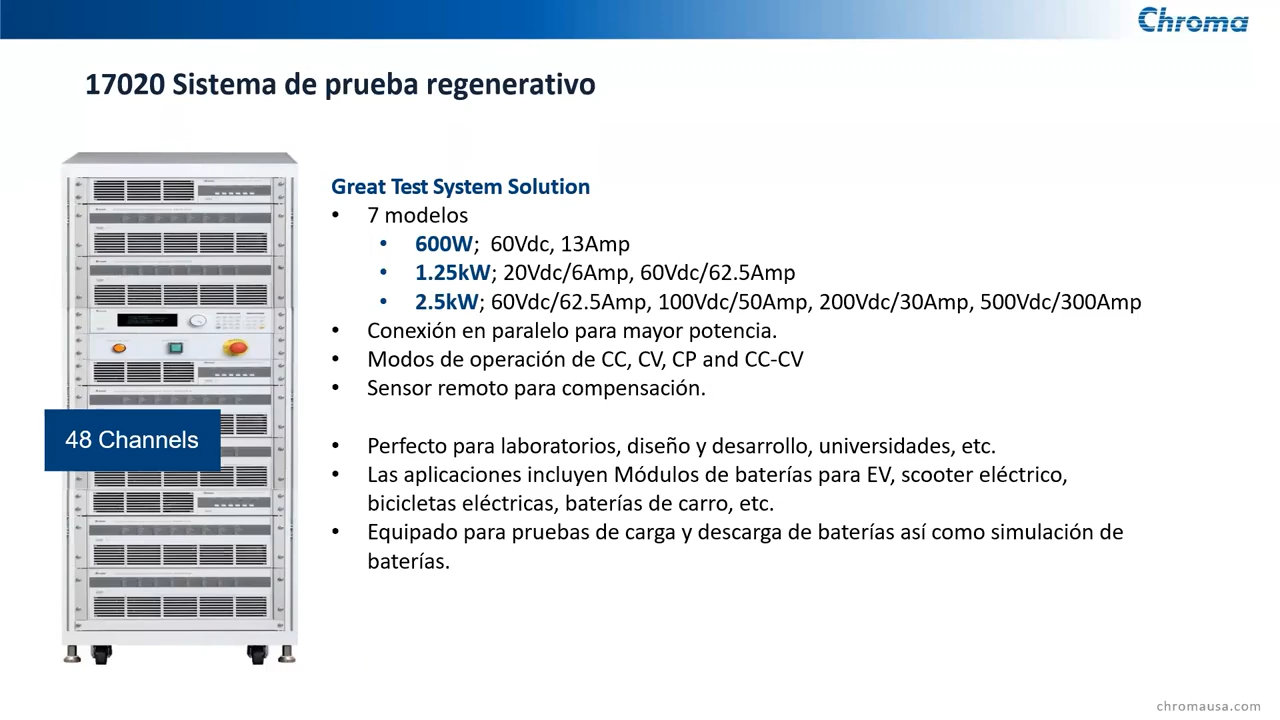 Chroma
17020 Sistema de prueba regenerativo
Great Test System Solution
• 7 modelos
• 600W; 60Vdc, 13Amp
• 1.25kW; 20Vdc/6Amp, 60Vdc/62.5Amp
• 2.5kW; 60Vdc/62.5Amp, 100Vdc/50Amp, 200Vdc/30Amp, 500Vdc/300Amp
• Conexión en paralelo para mayor potencia.
• Modos de operación de CC, CV, CP and CC-CV
• Sensor remoto para compensación.
48 Channels
• Perfecto para laboratorios, diseño y desarrollo, universidades, etc.
• Las aplicaciones incluyen Módulos de baterías para EV, scooter eléctrico,
bicicletas eléctricas, baterías de carro, etc.
• Equipado para pruebas de carga y descarga de baterías así como simulación de
baterías.
chromausa.com